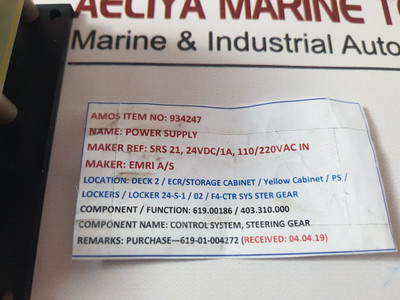 AELIYA MARINE
Marine & Industrial Auto
AMOS ITEM NO: 934247
NAME: POWER SUPPLY
MAKER REF: SRS 21, 24VDC/1A, 110/220VAC IN
MAKER: EMRI A/S
LOCATION: DECK 2 / ECR/STORAGE CABINET / Yellow Cabinet / PS /
LOCKERS / LOCKER 24-S-1 / 02 / F4-CTR SYS STER GEAR
COMPONENT / FUNCTION: 619.00186 / 403.310.000
COMPONENT NAME: CONTROL SYSTEM, STEERING GEAR
REMARKS: PURCHASE—619-01-004272 (RECEIVED: 04.04.19)